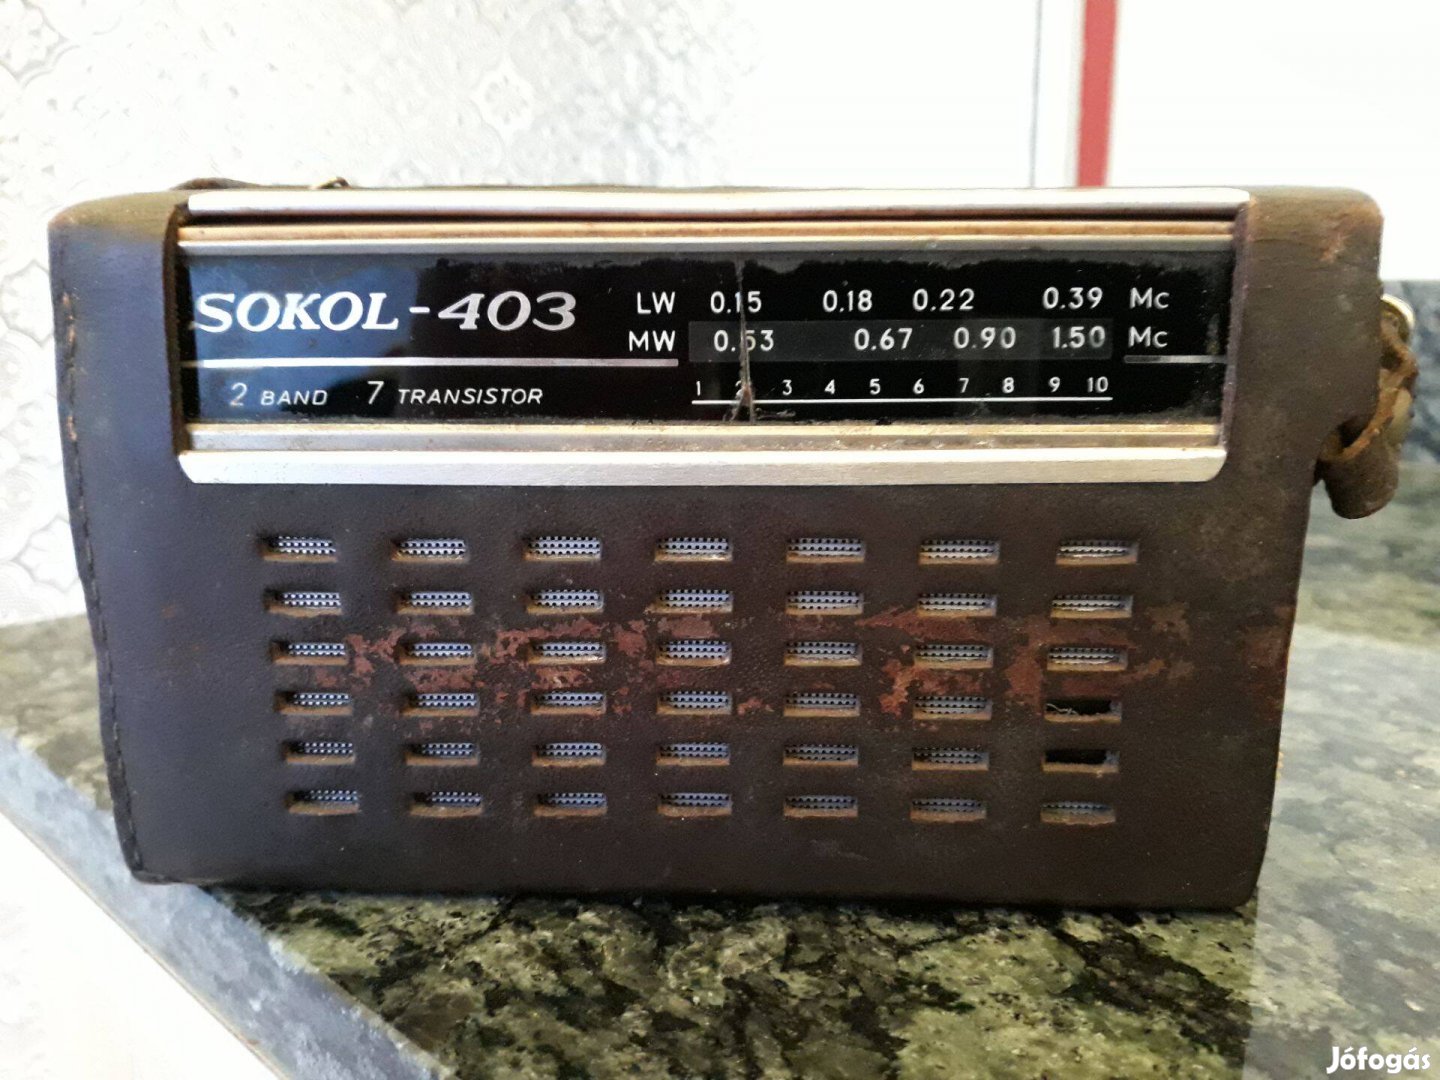 SOKOL-403
LW 0.15 0.18 0.22 0.39 Mc
MW 0.53 0.67 0.90 1.50 Mc
2 BAND 7 TRANSISTOR
1 2 3 4 5 6 7 8 9 10
Jófogás